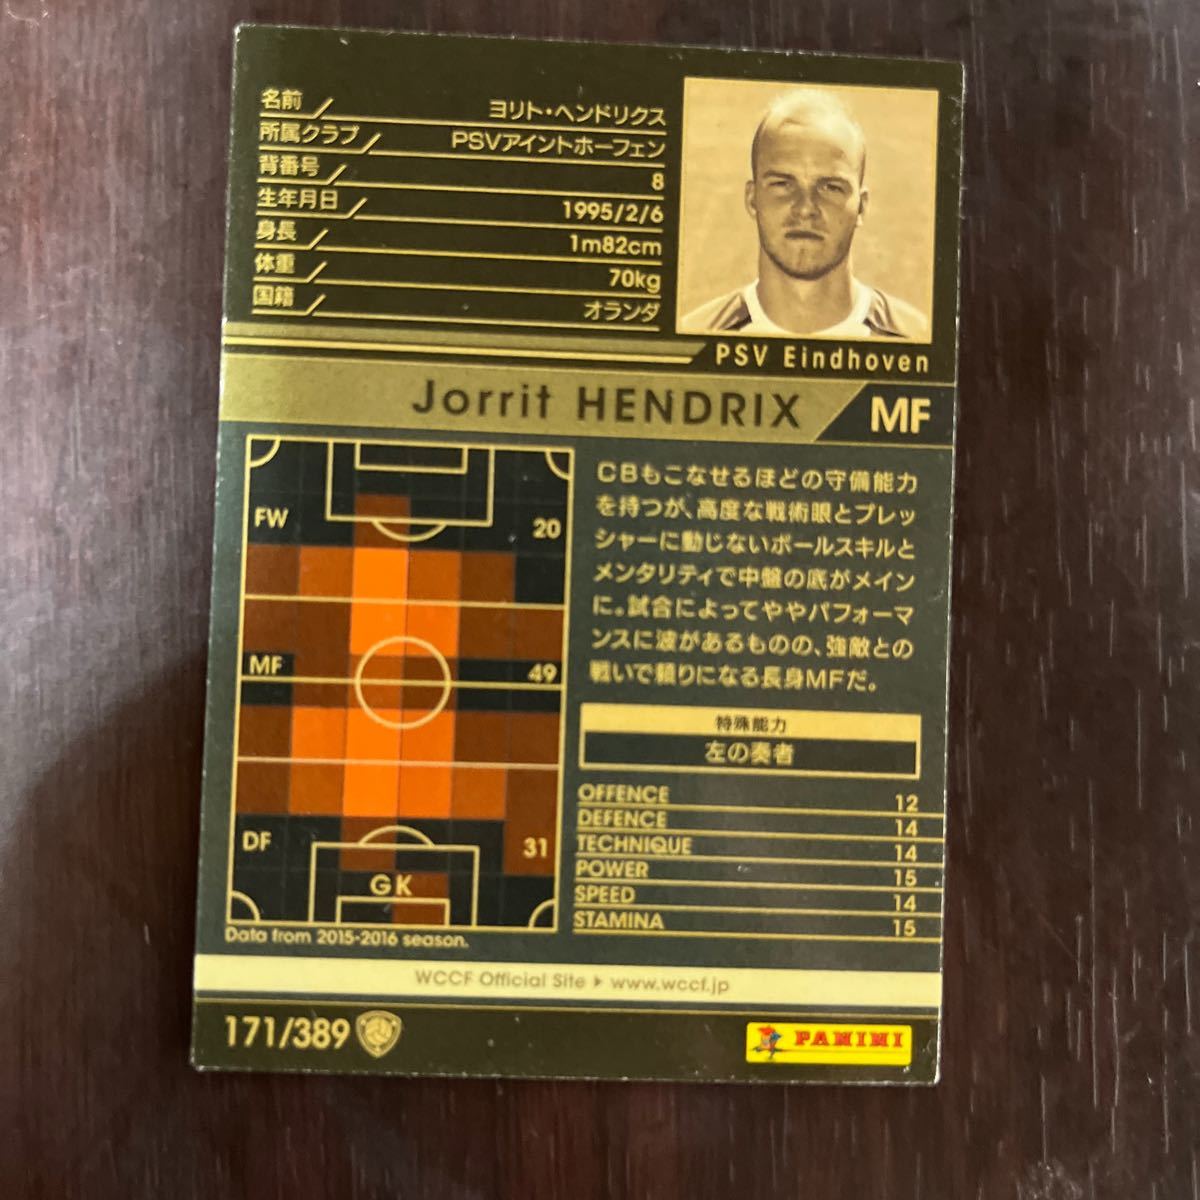 名前 ヨリト・ヘンドリクス
所属クラブ PSVアイントホーフェン
背番号 8
生年月日 1995/2/6
身長 1m82cm
体重 70kg
国籍 オランダ
PSV Eindhoven
Jorrit HENDRIX MF
FW 20
MF 49
DF 31
GK
Data from 2015-2016 season.
CBもこなせるほどの守備能力
を持つが、高度な戦術眼とプレッ
シャーに動じないボールスキルと
メンタリティで中盤の底がメイン
に。試合によってややパフォーマ
ンスに波があるものの、強敵との
戦いで頼りになる長身MFだ。
特殊能力
左の奏者
OFFENCE 12
DEFENCE 14
TECHNIQUE 14
POWER 15
SPEED 14
STAMINA 15
WCCF Official Site ▶ www.wccf.jp
171/389
PANINI